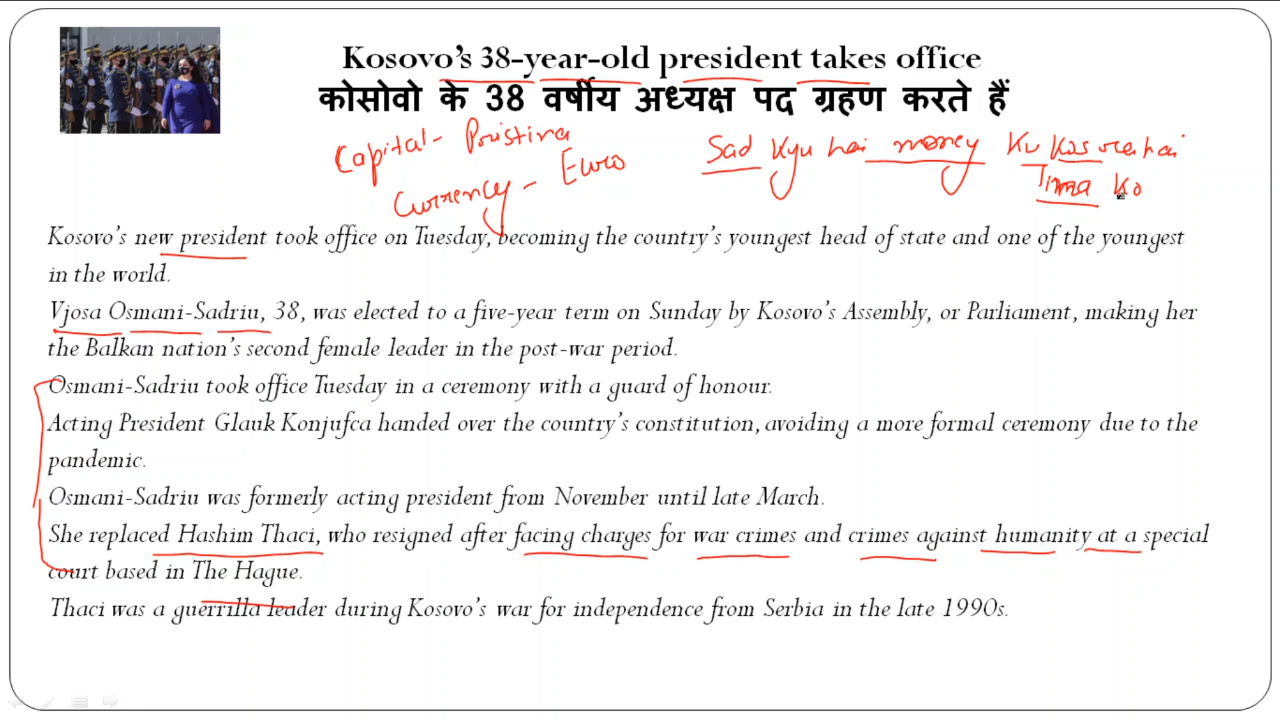 Kosovo's 38-year-old president takes office
कोसोवो के 38 वर्षीय अध्यक्ष पद ग्रहण करते हैं
Capital - Pristina
Currency - Euro
Sad Kyu hai money Ku Kos rea hai
Tima Ko
Kosovo's new president took office on Tuesday, becoming the country's youngest head of state and one of the youngest
in the world.
Vjosa Osmani-Sadriu, 38, was elected to a five-year term on Sunday by Kosovo's Assembly, or Parliament, making her
the Balkan nation's second female leader in the post-war period.
Osmani-Sadriu took office Tuesday in a ceremony with a guard of honour.
Acting President Glauk Konjufca handed over the country's constitution, avoiding a more formal ceremony due to the
pandemic.
Osmani-Sadriu was formerly acting president from November until late March.
She replaced Hashim Thaci, who resigned after facing charges for war crimes and crimes against humanity at a special
court based in The Hague.
Thaci was a guerrilla leader during Kosovo's war for independence from Serbia in the late 1990s.